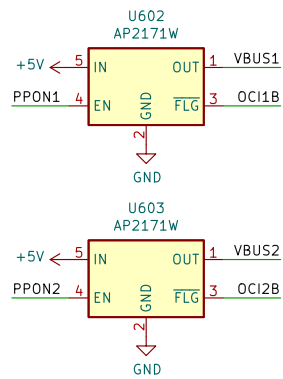 U602
AP2171W
+5V 5 IN OUT 1 VBUS1
PPON1 4 EN GND FLG 3 OCI1B
2
GND
U603
AP2171W
+5V 5 IN OUT 1 VBUS2
PPON2 4 EN GND FLG 3 OCI2B
2
GND